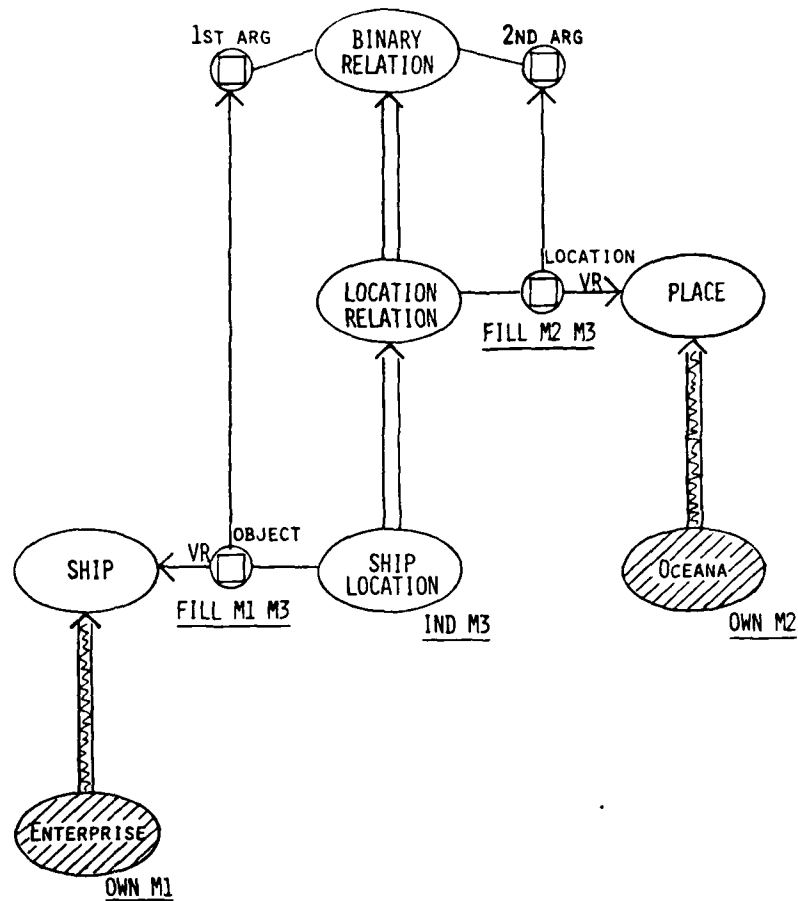 1ST ARG
BINARY
RELATION
2ND ARG
LOCATION
VR
LOCATION
RELATION
PLACE
FILL M2 M3
OBJECT
VR
SHIP
SHIP
LOCATION
OCEANA
FILL M1 M3
IND M3
OWN M2
ENTERPRISE
OWN M1